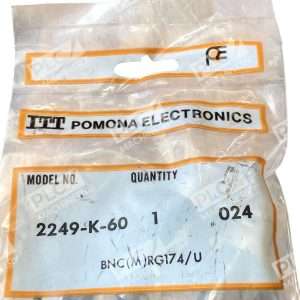 PE
ITT POMONA ELECTRONICS
MODEL NO. QUANTITY
2249-K-60 1 024
BNC(M)RG174/U